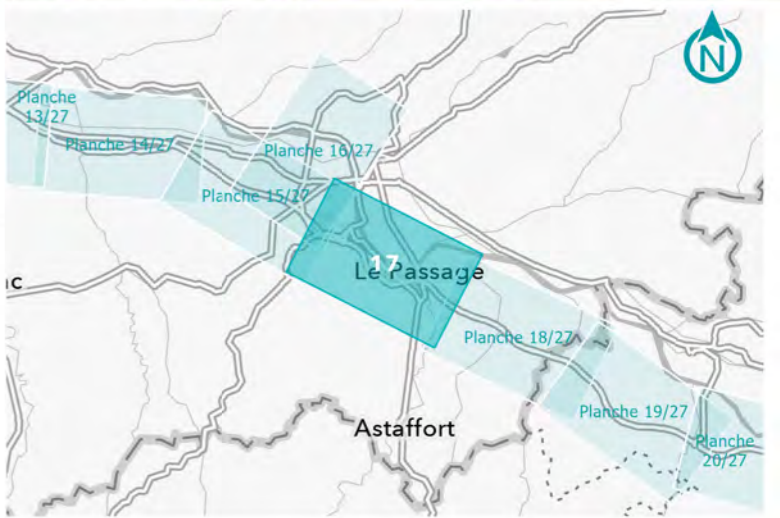 N
Planche
13/27
Planche 14/27
Planche 16/27
Planche 15/27
17
Le Passage
c
Planche 18/27
Planche 19/27
Astaffort
Planche
20/27